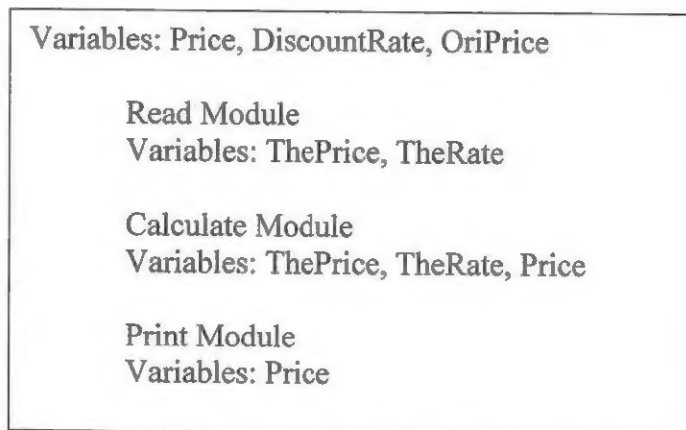 Variables: Price, DiscountRate, OriPrice
Read Module
Variables: ThePrice, TheRate
Calculate Module
Variables: ThePrice, TheRate, Price
Print Module
Variables: Price